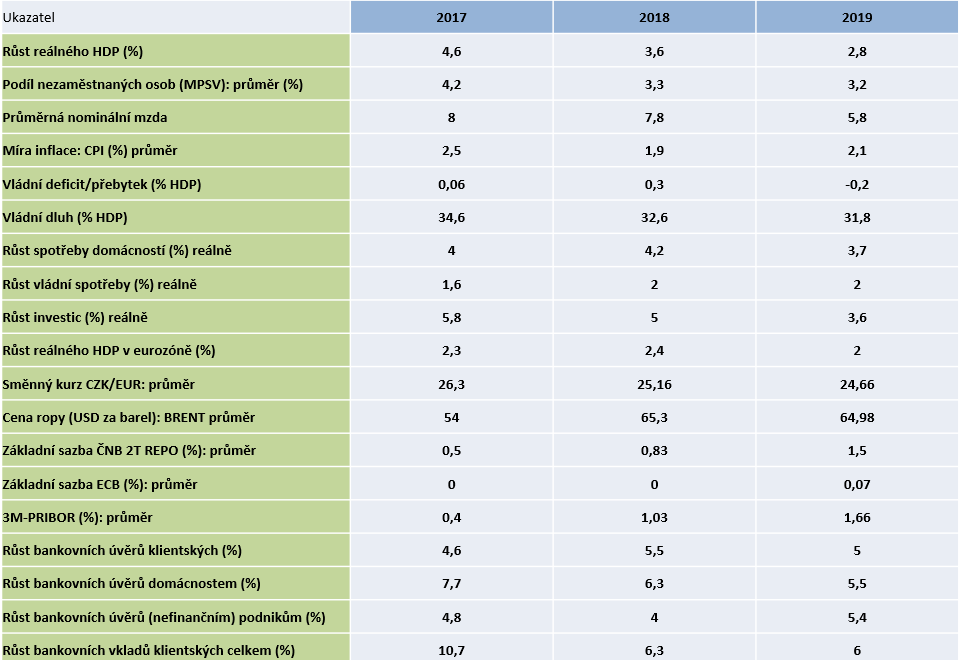 Ukazatel 2017 2018 2019
Růst reálného HDP (%) 4,6 3,6 2,8
Podíl nezaměstnaných osob (MPSV): průměr (%) 4,2 3,3 3,2
Průměrná nominální mzda 8 7,8 5,8
Míra inflace: CPI (%) průměr 2,5 1,9 2,1
Vládní deficit/přebytek (% HDP) 0,06 0,3 -0,2
Vládní dluh (% HDP) 34,6 32,6 31,8
Růst spotřeby domácností (%) reálně 4 4,2 3,7
Růst vládní spotřeby (%) reálně 1,6 2 2
Růst investic (%) reálně 5,8 5 3,6
Růst reálného HDP v eurozóně (%) 2,3 2,4 2
Směnný kurz CZK/EUR: průměr 26,3 25,16 24,66
Cena ropy (USD za barel): BRENT průměr 54 65,3 64,98
Základní sazba ČNB 2T REPO (%): průměr 0,5 0,83 1,5
Základní sazba ECB (%): průměr 0 0 0,07
3M-PRIBOR (%): průměr 0,4 1,03 1,66
Růst bankovních úvěrů klientských (%) 4,6 5,5 5
Růst bankovních úvěrů domácnostem (%) 7,7 6,3 5,5
Růst bankovních úvěrů (nefinančním) podnikům (%) 4,8 4 5,4
Růst bankovních vkladů klientských celkem (%) 10,7 6,3 6